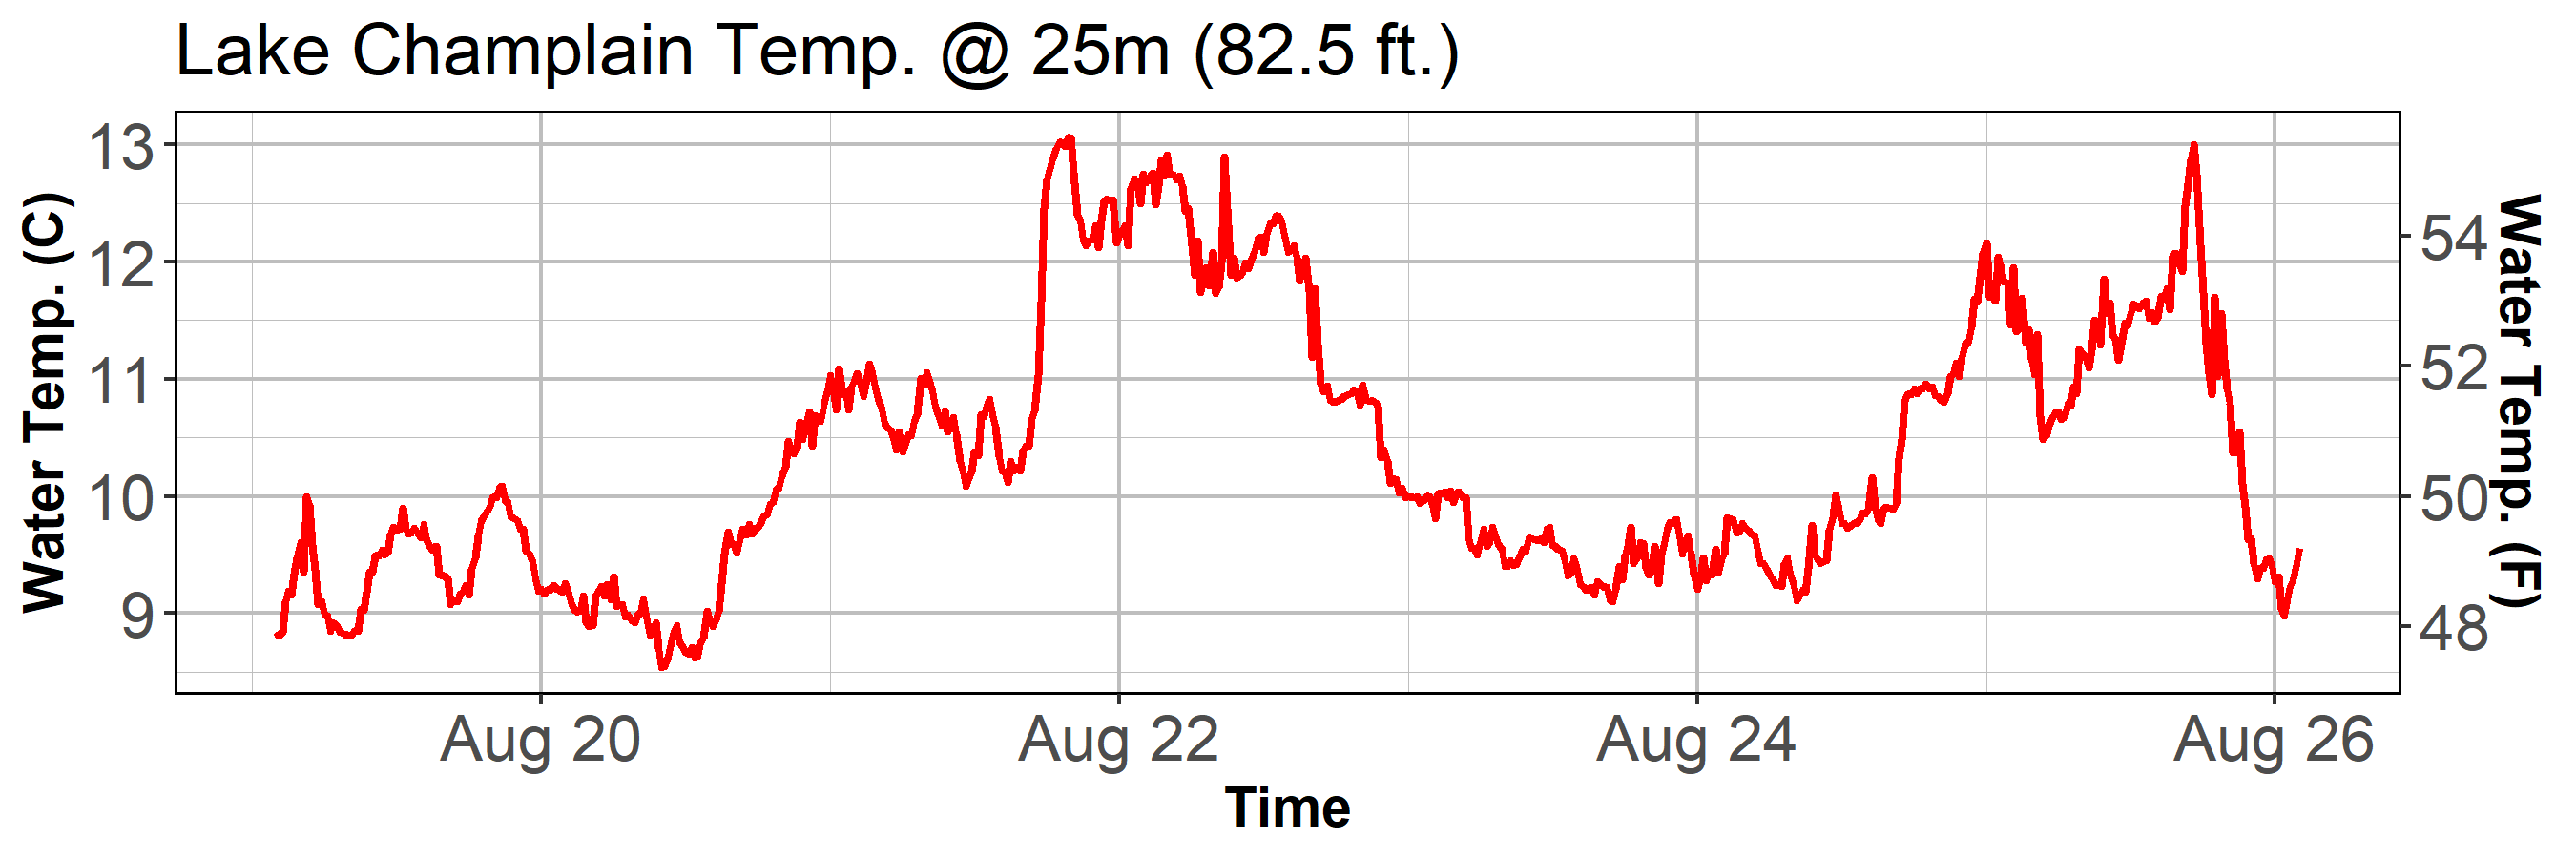 Lake Champlain Temp. @ 25m (82.5 ft.)
Water Temp. (C)
13
12
11
10
9
54
52
50
48
Water Temp. (F)
Aug 20 Aug 22 Aug 24 Aug 26
Time